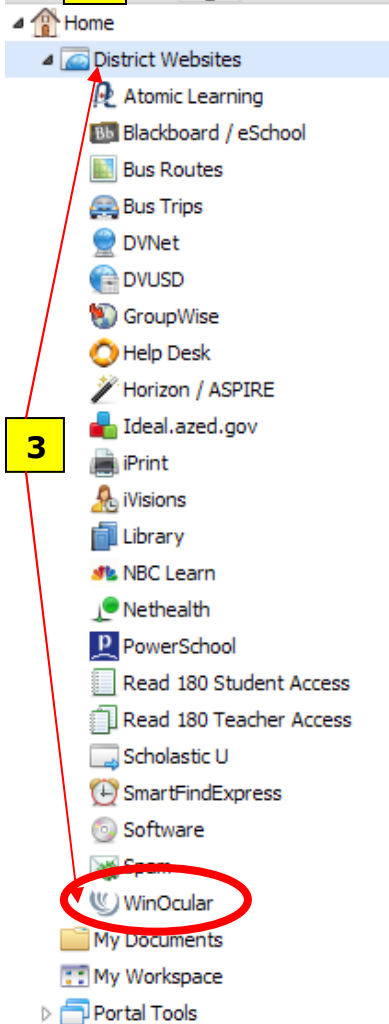 Home
District Websites
Atomic Learning
Bb Blackboard / eSchool
Bus Routes
Bus Trips
DVNet
DVUSD
GroupWise
Help Desk
Horizon / ASPIRE
Ideal.azed.gov
3
iPrint
iVisions
Library
NBC Learn
Nethealth
P PowerSchool
Read 180 Student Access
Read 180 Teacher Access
Scholastic U
SmartFindExpress
Software
Spam
WinOcular
My Documents
My Workspace
Portal Tools